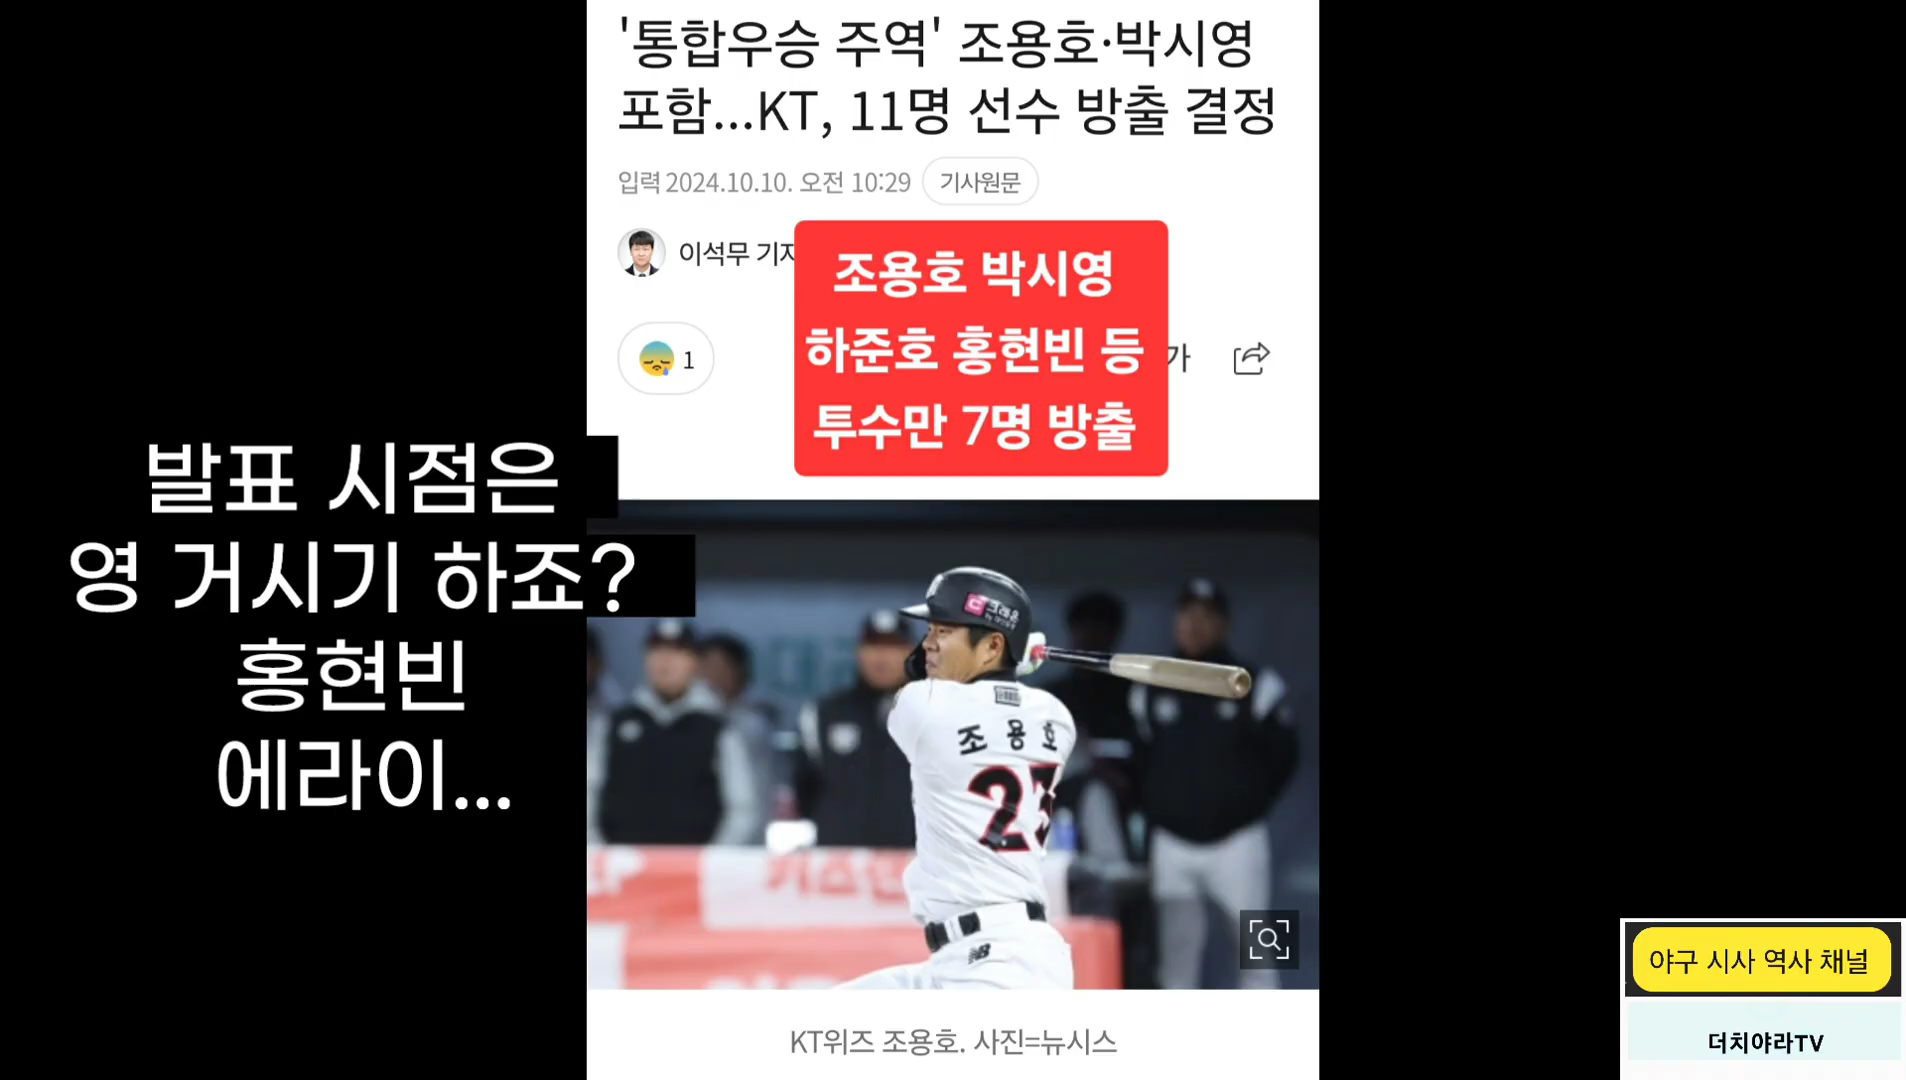 '통합우승 주역' 조용호·박시영
포함...KT, 11명 선수 방출 결정
입력 2024.10.10. 오전 10:29
기사원문
이석무 기자
조용호 박시영
하준호 홍현빈 등
투수만 7명 방출
1
가
발표 시점은
영 거시기 하죠?
홍현빈
에라이...
크레온
조용호
23
KT위즈 조용호. 사진=뉴시스
야구 시사 역사 채널
더치야라TV